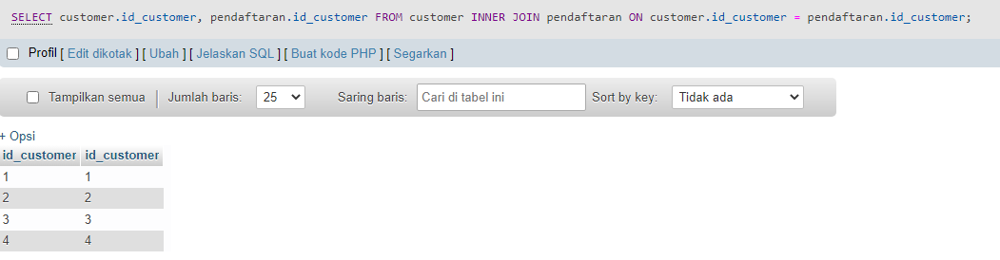 SELECT customer.id_customer, pendaftaran.id_customer FROM customer INNER JOIN pendaftaran ON customer.id_customer = pendaftaran.id_customer;
Profil [ Edit dikotak ] [ Ubah ] [ Jelaskan SQL ] [ Buat kode PHP ] [ Segarkan ]
Tampilkan semua | Jumlah baris: 25 Saring baris: Cari di tabel ini Sort by key: Tidak ada
+ Opsi
id_customer id_customer
1 1
2 2
3 3
4 4